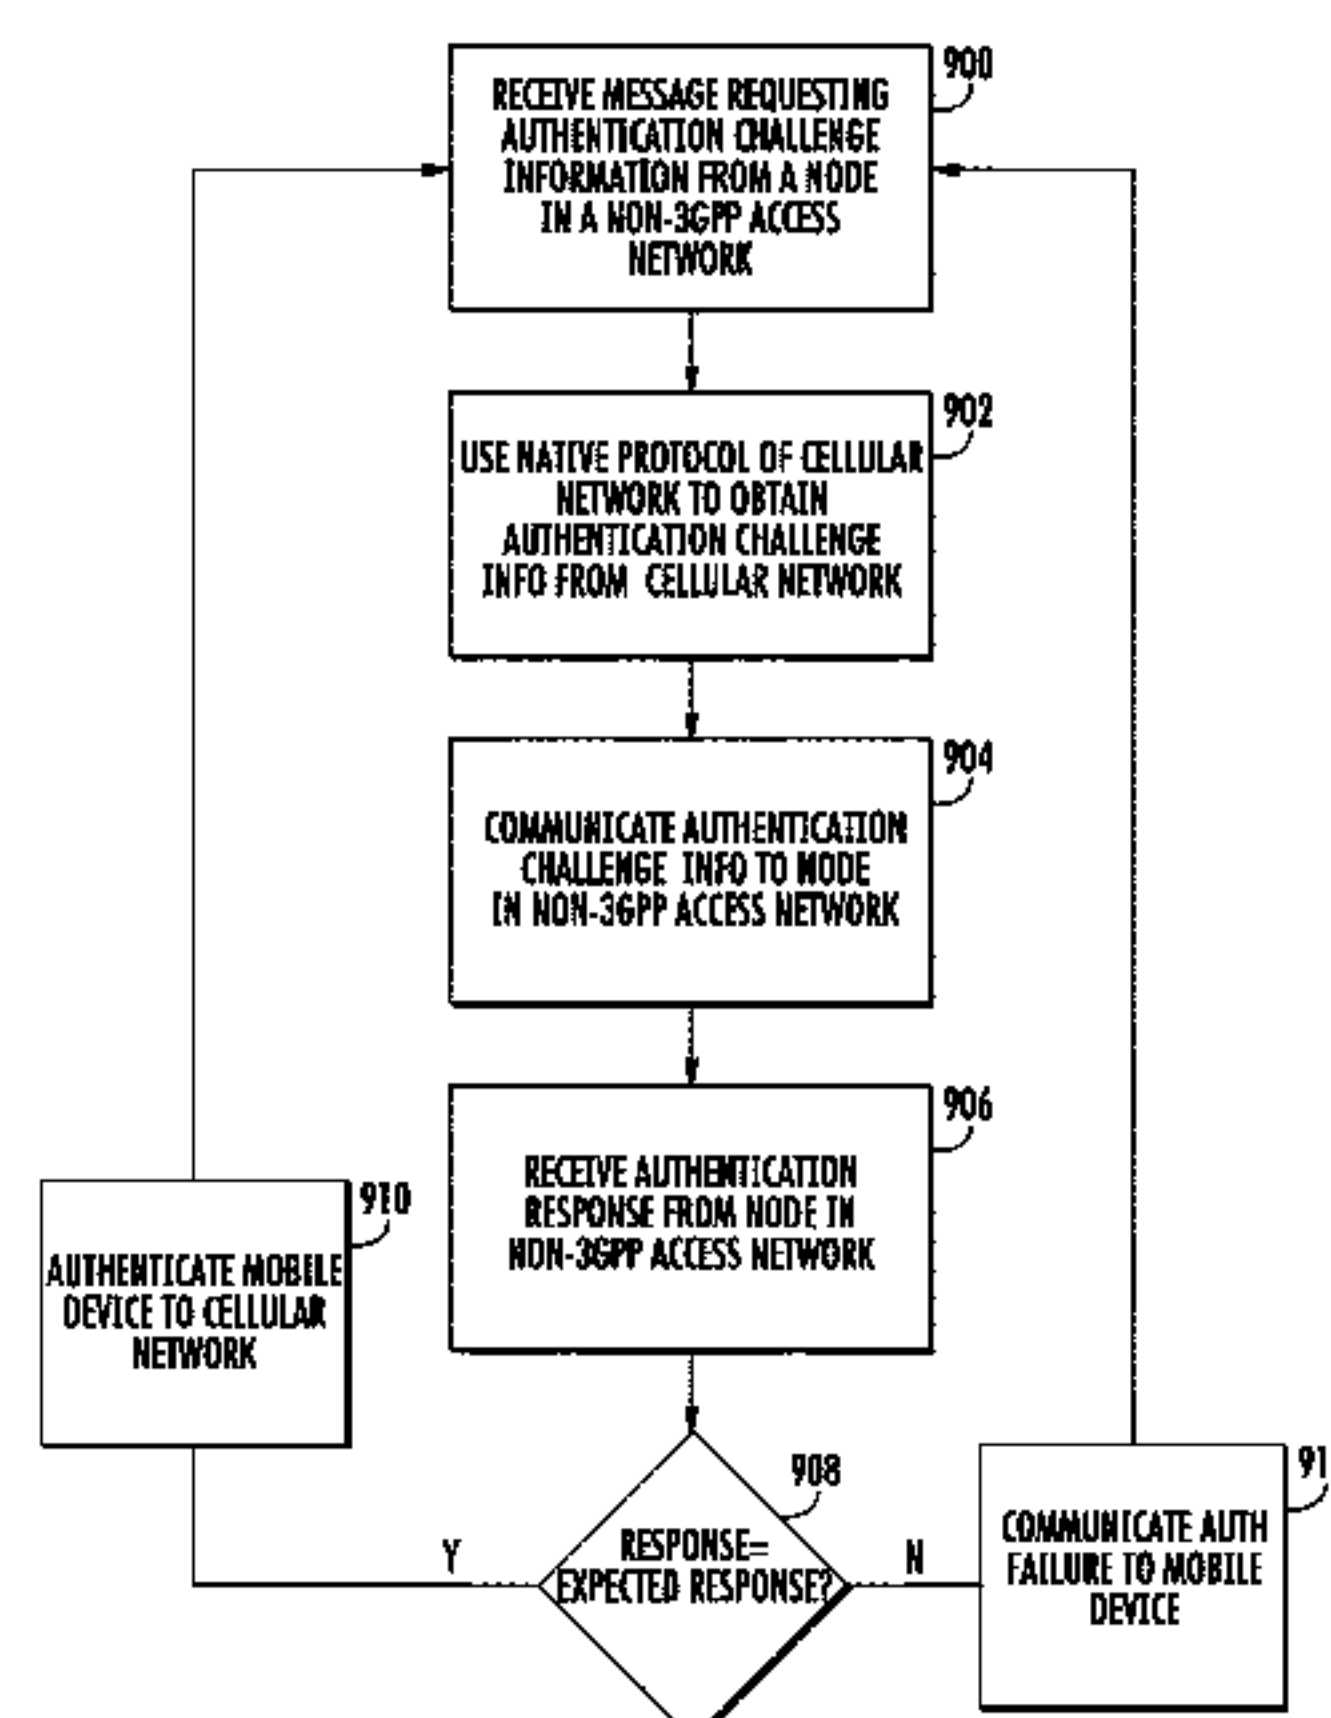 900
RECEIVE MESSAGE REQUESTING
AUTHENTICATION CHALLENGE
INFORMATION FROM A NODE
IN A NON-3GPP ACCESS
NETWORK
902
USE NATIVE PROTOCOL OF CELLULAR
NETWORK TO OBTAIN
AUTHENTICATION CHALLENGE
INFO FROM CELLULAR NETWORK
904
COMMUNICATE AUTHENTICATION
CHALLENGE INFO TO NODE
IN NON-3GPP ACCESS NETWORK
906
RECEIVE AUTHENTICATION
RESPONSE FROM NODE IN
NON-3GPP ACCESS NETWORK
910
AUTHENTICATE MOBILE
DEVICE TO CELLULAR
NETWORK
908
RESPONSE=
EXPECTED RESPONSE?
Y
N
91
COMMUNICATE AUTH
FAILURE TO MOBILE
DEVICE